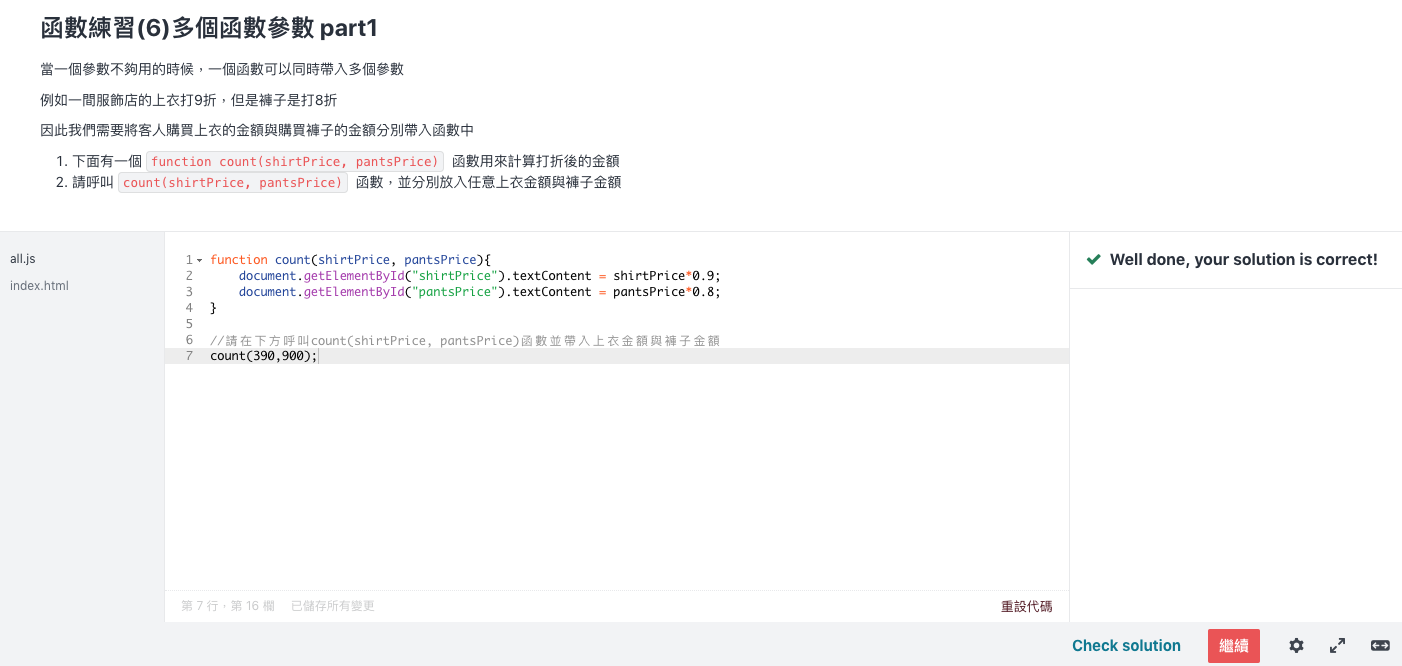 函數練習(6)多個函數參數 part1
當一個參數不夠用的時候，一個函數可以同時帶入多個參數
例如一間服飾店的上衣打9折，但是褲子是打8折
因此我們需要將客人購買上衣的金額與購買褲子的金額分別帶入函數中
1. 下面有一個 function count(shirtPrice, pantsPrice) 函數用來計算打折後的金額
2. 請呼叫 count(shirtPrice, pantsPrice) 函數，並分別放入任意上衣金額與褲子金額
all.js
index.html
1 function count(shirtPrice, pantsPrice){
2 document.getElementById("shirtPrice").textContent = shirtPrice*0.9;
3 document.getElementById("pantsPrice").textContent = pantsPrice*0.8;
4 }
5
6 //請在下方呼叫count(shirtPrice, pantsPrice)函數並帶入上衣金額與褲子金額
7 count(390,900);
Well done, your solution is correct!
第 7 行，第 16 欄 已儲存所有變更
重設代碼
Check solution
繼續